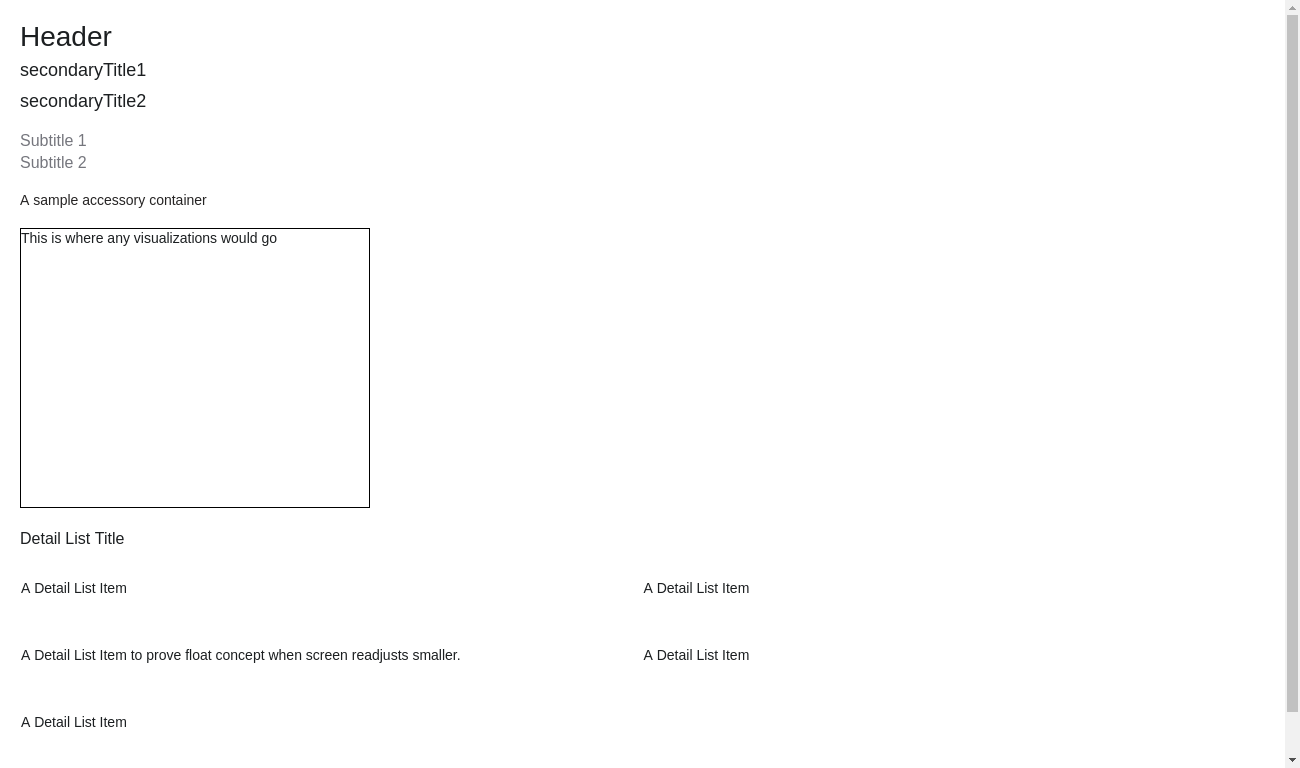 Header
secondaryTitle1
secondaryTitle2
Subtitle 1
Subtitle 2
A sample accessory container
This is where any visualizations would go
Detail List Title
A Detail List Item
A Detail List Item
A Detail List Item to prove float concept when screen readjusts smaller.
A Detail List Item
A Detail List Item